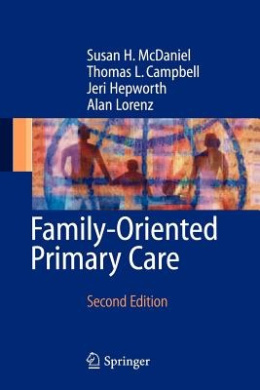 Susan H. McDaniel
Thomas L. Campbell
Jeri Hepworth
Alan Lorenz
Family-Oriented
Primary Care
Second Edition
Springer